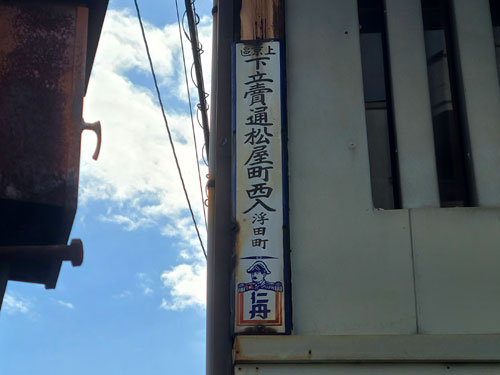 上京區
下立賣通松屋町西入
浮田町
仁丹